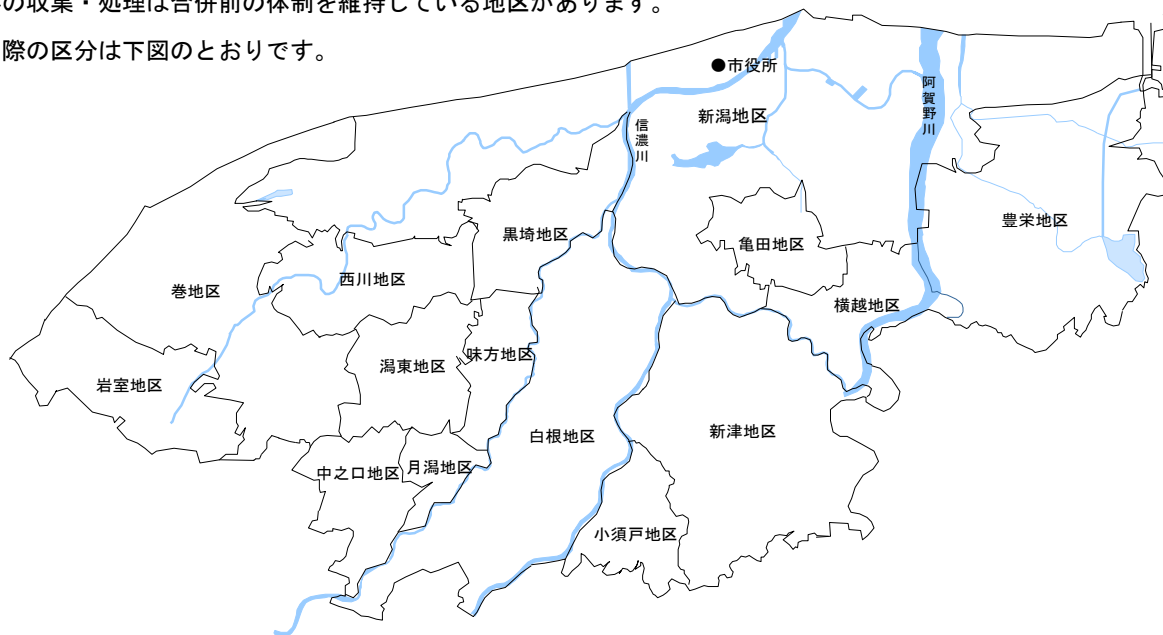 の収集・処理は合併前の体制を維持している地区があります。
際の区分は下図のとおりです。
●市役所
新潟地区
阿賀野川
信濃川
豊栄地区
黒埼地区
亀田地区
西川地区
巻地区
横越地区
味方地区
潟東地区
岩室地区
新津地区
白根地区
月潟地区
中之口地区
小須戸地区